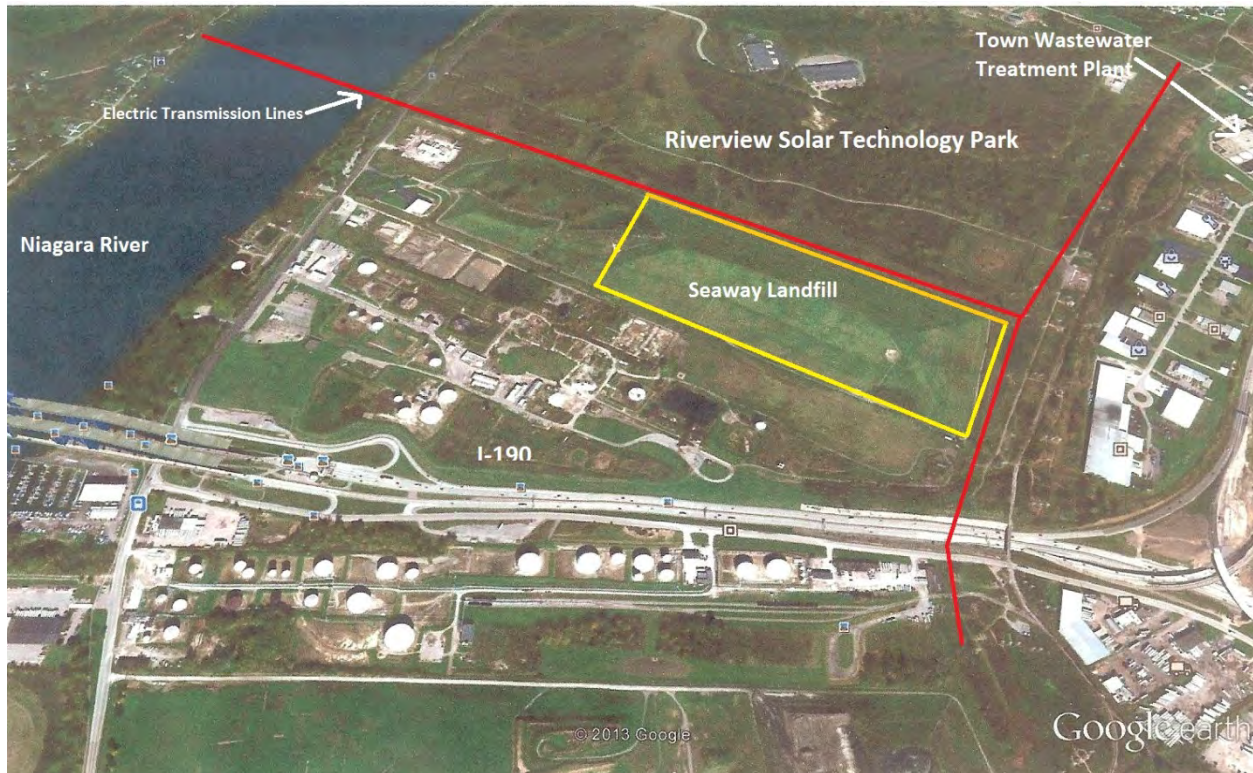 Town Wastewater
Treatment Plant
Electric Transmission Lines
Riverview Solar Technology Park
Niagara River
Seaway Landfill
I-190
© 2013 Google
Google earth